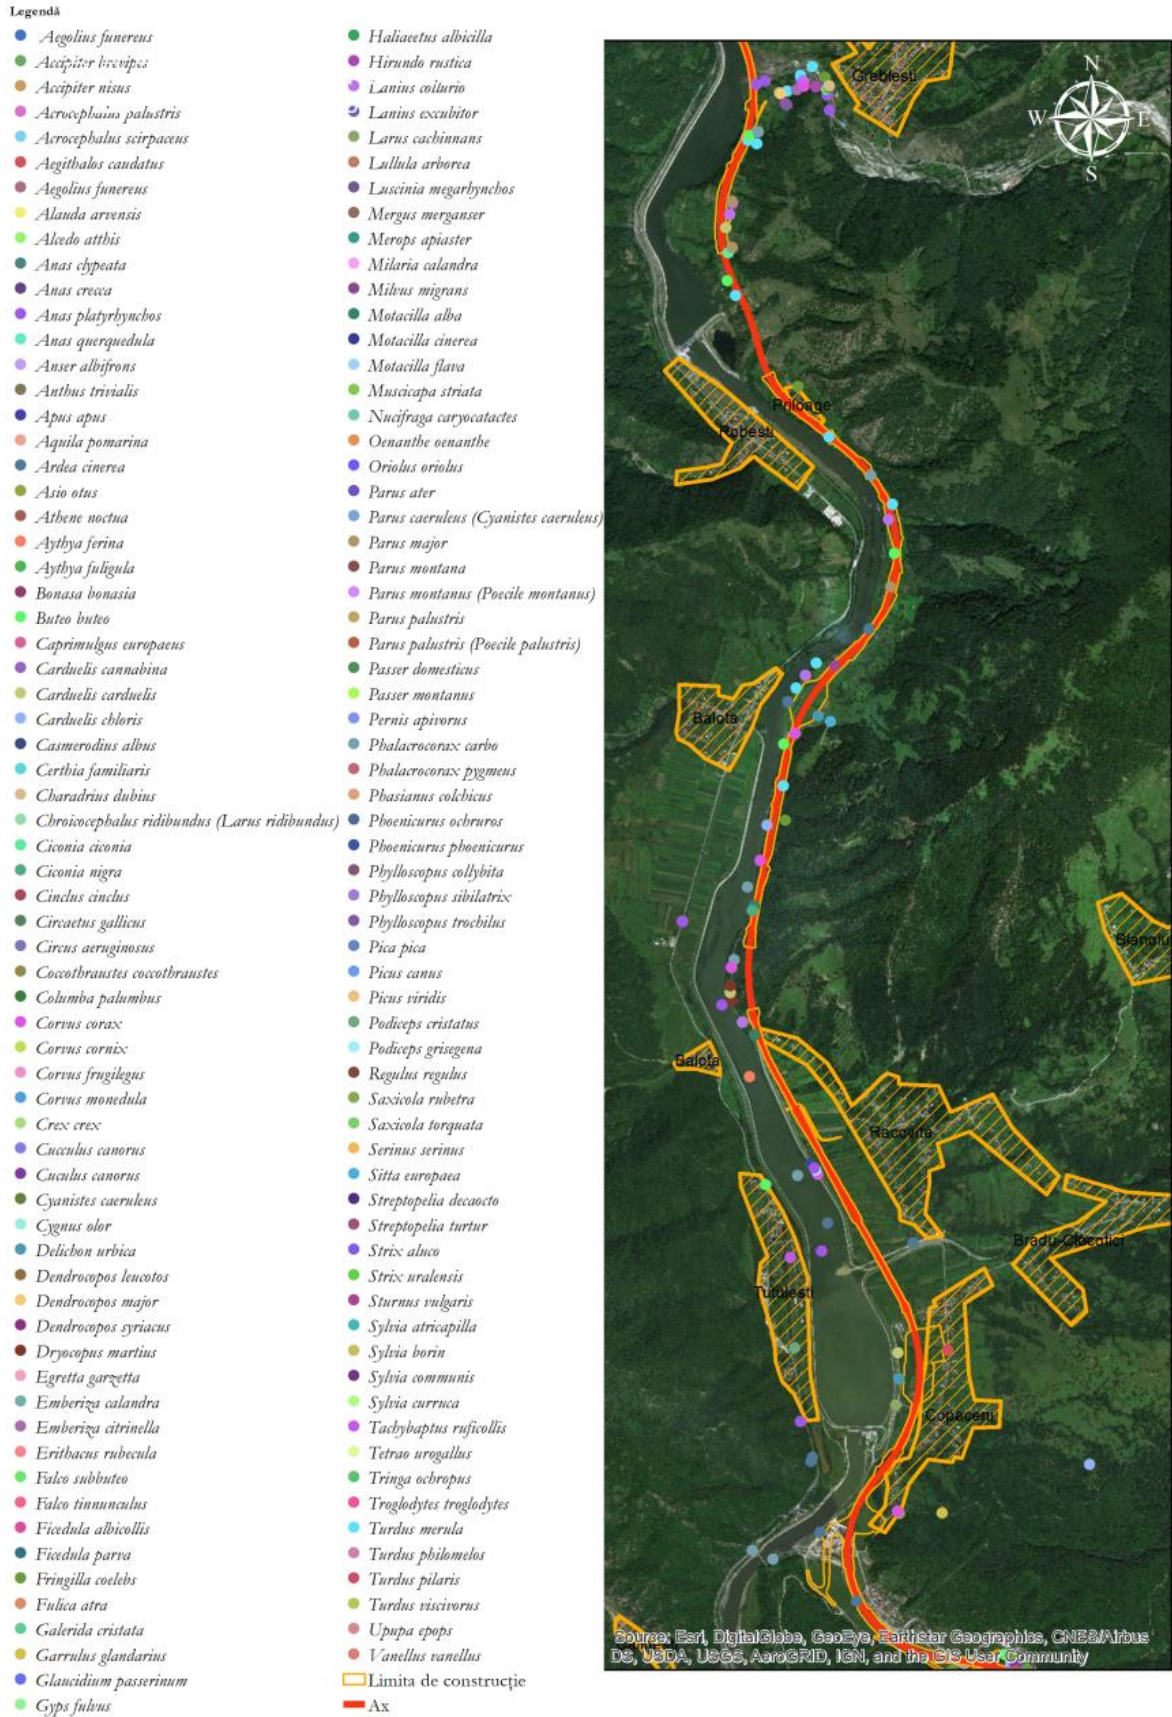 Legendă
Aegolius funereus
Accipiter brevipes
Accipiter nisus
Acrocephalus palustris
Acrocephalus scirpaceus
Aegithalos caudatus
Aegolius funereus
Alauda arvensis
Alcedo atthis
Anas clypeata
Anas crecca
Anas platyrhynchos
Anas querquedula
Anser albifrons
Anthus trivialis
Apus apus
Aquila pomarina
Ardea cinerea
Asio otus
Athene noctua
Aythya ferina
Aythya fuligula
Bonasa bonasia
Buteo buteo
Caprimulgus europaeus
Carduelis cannabina
Carduelis carduelis
Carduelis chloris
Casmerodius albus
Certhia familiaris
Charadrius dubius
Chroicocephalus ridibundus (Larus ridibundus)
Ciconia ciconia
Ciconia nigra
Cinclus cinclus
Circaetus gallicus
Circus aeruginosus
Coccothraustes coccothraustes
Columba palumbus
Corvus corax
Corvus cornix
Corvus frugilegus
Corvus monedula
Crex crex
Cucculus canorus
Cuculus canorus
Cyanistes caeruleus
Cygnus olor
Delichon urbica
Dendrocopos leucotos
Dendrocopos major
Dendrocopos syriacus
Dryocopus martius
Egretta garzetta
Emberiza calandra
Emberiza citrinella
Erithacus rubecula
Falco subbuteo
Falco tinnunculus
Ficedula albicollis
Ficedula parva
Fringilla coelebs
Fulica atra
Galerida cristata
Garrulus glandarius
Glaucidium passerinum
Gyps fulvus
Haliaeetus albicilla
Hirundo rustica
Lanius collurio
Lanius excubitor
Larus cachinnans
Lullula arborea
Luscinia megarhynchos
Mergus merganser
Merops apiaster
Milaria calandra
Milvus migrans
Motacilla alba
Motacilla cinerea
Motacilla flava
Muscicapa striata
Nucifraga caryocatactes
Oenanthe oenanthe
Oriolus oriolus
Parus ater
Parus caeruleus (Cyanistes caeruleus)
Parus major
Parus montana
Parus montanus (Poecile montanus)
Parus palustris
Parus palustris (Poecile palustris)
Passer domesticus
Passer montanus
Pernis apivorus
Phalacrocorax carbo
Phalacrocorax pygmeus
Phasianus colchicus
Phoenicurus ochruros
Phoenicurus phoenicurus
Phylloscopus collybita
Phylloscopus sibilatrix
Phylloscopus trochilus
Pica pica
Picus canus
Picus viridis
Podiceps cristatus
Podiceps grisegena
Regulus regulus
Saxicola rubetra
Saxicola torquata
Serinus serinus
Sitta europaea
Streptopelia decaocto
Streptopelia turtur
Strix aluco
Strix uralensis
Sturnus vulgaris
Sylvia atricapilla
Sylvia borin
Sylvia communis
Sylvia curruca
Tachybaptus ruficollis
Tetrao urogallus
Tringa ochropus
Troglodytes troglodytes
Turdus merula
Turdus philomelos
Turdus pilaris
Turdus viscivorus
Upupa epops
Vanellus vanellus
Limita de construcție
Ax
Greblesti
N
W E
S
Priloage
Robesti
Balota
Balota
Racovita
Bradu-Clocotici
Tutulesti
Copaceni
Source: Esri, DigitalGlobe, GeoEye, Earthstar Geographics, CNES/Airbus
DS, USDA, USGS, AeroGRID, IGN, and the GIS User Community